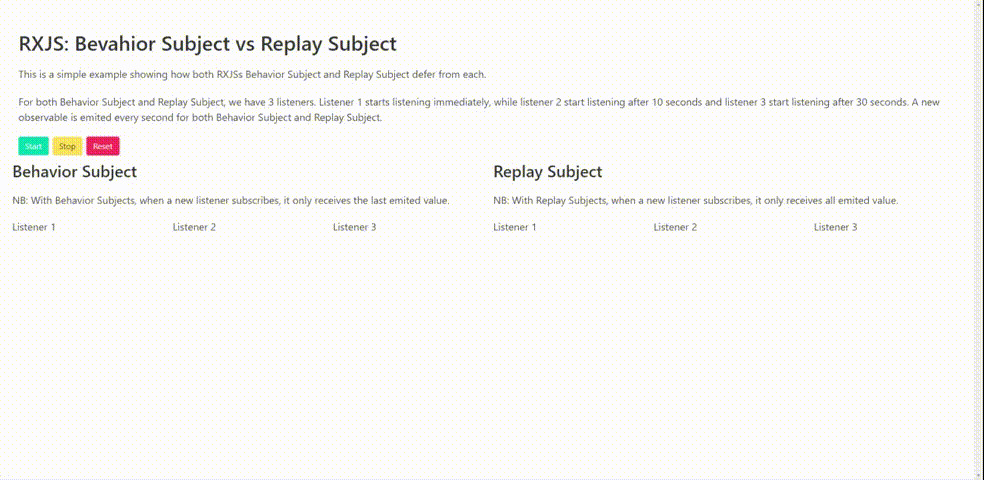 RXJS: Bevahior Subject vs Replay Subject
This is a simple example showing how both RXJSs Behavior Subject and Replay Subject defer from each.
For both Behavior Subject and Replay Subject, we have 3 listeners. Listener 1 starts listening immediately, while listener 2 start listening after 10 seconds and listener 3 start listening after 30 seconds. A new
observable is emited every second for both Behavior Subject and Replay Subject.
Start Stop Reset
Behavior Subject
NB: With Behavior Subjects, when a new listener subscribes, it only receives the last emited value.
Listener 1 Listener 2 Listener 3
Replay Subject
NB: With Replay Subjects, when a new listener subscribes, it only receives all emited value.
Listener 1 Listener 2 Listener 3